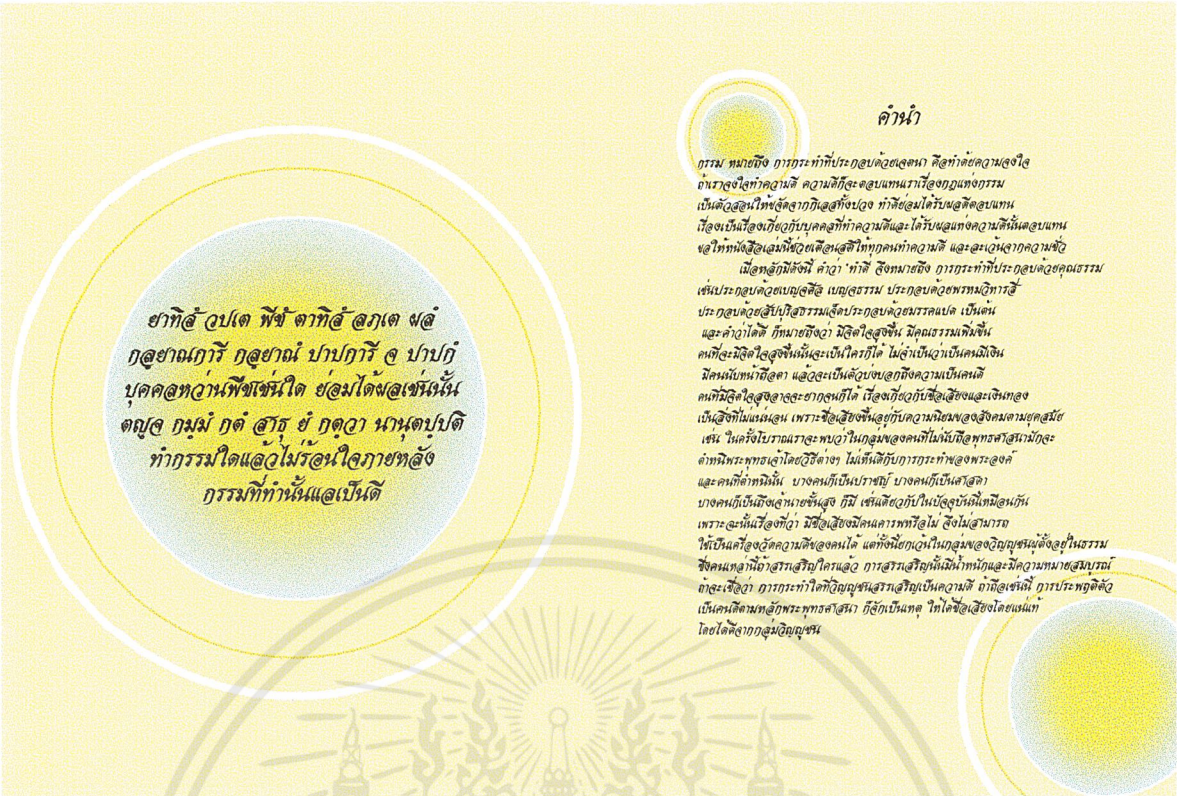 ยาทิสํ วปเต พีชํ ตาทิสํ ลภเต ผลํ
กลฺยาณการี กลฺยาณํ ปาปการี จ ปาปกํ
บุคคลหว่านพืชเช่นใด ย่อมได้ผลเช่นนั้น
ตญฺจ กมฺมํ กตํ สาธุ ยํ กตฺวา นานุตปฺปติ
ทำกรรมใดแล้วไม่ร้อนใจภายหลัง
กรรมที่ทำนั้นแลเป็นดี
คำนำ
กรรม หมายถึง การกระทำที่ประกอบด้วยเจตนา คือทำด้วยความจงใจ
ถ้าเราจงใจทำความดี ความดีก็จะตอบแทนเราเรื่องกฎแห่งกรรม
เป็นตัวสอนให้ขจัดจากกิเลสทั้งปวง ทำดีย่อมได้รับผลดีตอบแทน
เรื่องเป็นเรื่องเกี่ยวกับบุคคลที่ทำความดีและได้รับผลแห่งความดีนั้นตอบแทน
ขอให้หนังสือเล่มนี้ช่วยเตือนสติให้ทุกคนทำความดี และละเว้นจากความชั่ว
เมื่อหลักมีดังนี้ คำว่า 'ทำดี จึงหมายถึง การกระทำที่ประกอบด้วยคุณธรรม
เช่นประกอบด้วยเบญจศีล เบญจธรรม ประกอบด้วยพรหมวิหารสี่
ประกอบด้วยสัปปุริสธรรมเจ็ดประกอบด้วยมรรคแปด เป็นต้น
และคำว่าได้ดี ก็หมายถึงว่า มีจิตใจสูงขึ้น มีคุณธรรมเพิ่มขึ้น
คนที่จะมีจิตใจสูงขึ้นนั้นจะเป็นใครก็ได้ ไม่จำเป็นว่าเป็นคนมีเงิน
มีคนนับหน้าถือตา แล้วจะเป็นตัวบ่งบอกถึงความเป็นคนดี
คนที่มีจิตใจสูงอาจจะยากจนก็ได้ เรื่องเกี่ยวกับชื่อเสียงและเงินทอง
เป็นสิ่งที่ไม่แน่นอน เพราะชื่อเสียงขึ้นอยู่กับความนิยมของสังคมตามยุคสมัย
เช่น ในครั้งโบราณเราจะพบว่าในกลุ่มของคนที่ไม่นับถือพุทธศาสนามักจะ
ตำหนิพระพุทธเจ้าโดยวิธีต่างๆ ไม่เห็นดีกับการกระทำของพระองค์
และคนที่ตำหนินั้น บางคนก็เป็นปราชญ์ บางคนก็เป็นศาสดา
บางคนก็เป็นถึงเจ้านายชั้นสูง ก็มี เช่นเดียวกับในปัจจุบันนี้เหมือนกัน
เพราะฉะนั้นเรื่องที่ว่า มีชื่อเสียงมีคนเคารพหรือไม่ จึงไม่สามารถ
ใช้เป็นเครื่องวัดความดีของคนได้ แต่ทั้งนี้ยกเว้นในกลุ่มของวิญญูชนผู้ตั้งอยู่ในธรรม
ซึ่งคนเหล่านี้ถ้าสรรเสริญใครแล้ว การสรรเสริญนั้นมีน้ำหนักและมีความหมายสมบูรณ์
ถ้าจะเชื่อว่า การกระทำใดที่วิญญูชนสรรเสริญเป็นความดี ถ้าถือเช่นนี้ การประพฤติตัว
เป็นคนดีตามหลักพระพุทธศาสนา ก็จักเป็นเหตุ ให้ได้ชื่อเสียงโดยแน่แท้
โดยได้ดีจากกลุ่มวิญญูชน